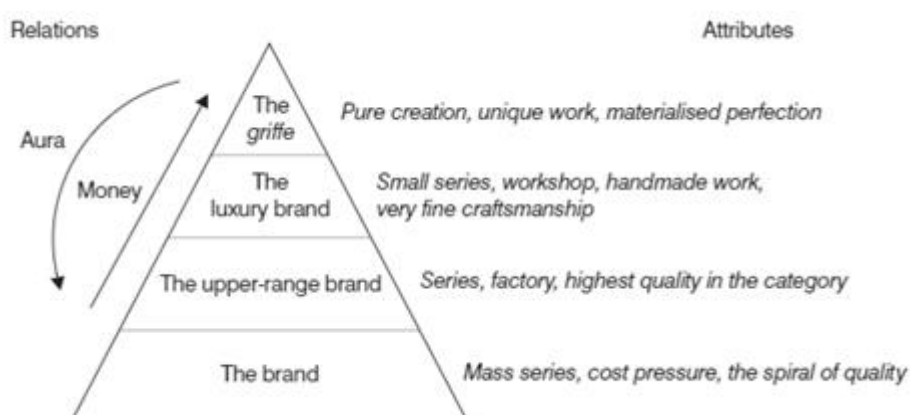 Relations
Attributes
The
griffe
Pure creation, unique work, materialised perfection
Aura
Money
The
luxury brand
Small series, workshop, handmade work,
very fine craftsmanship
The upper-range brand
Series, factory, highest quality in the category
The brand
Mass series, cost pressure, the spiral of quality